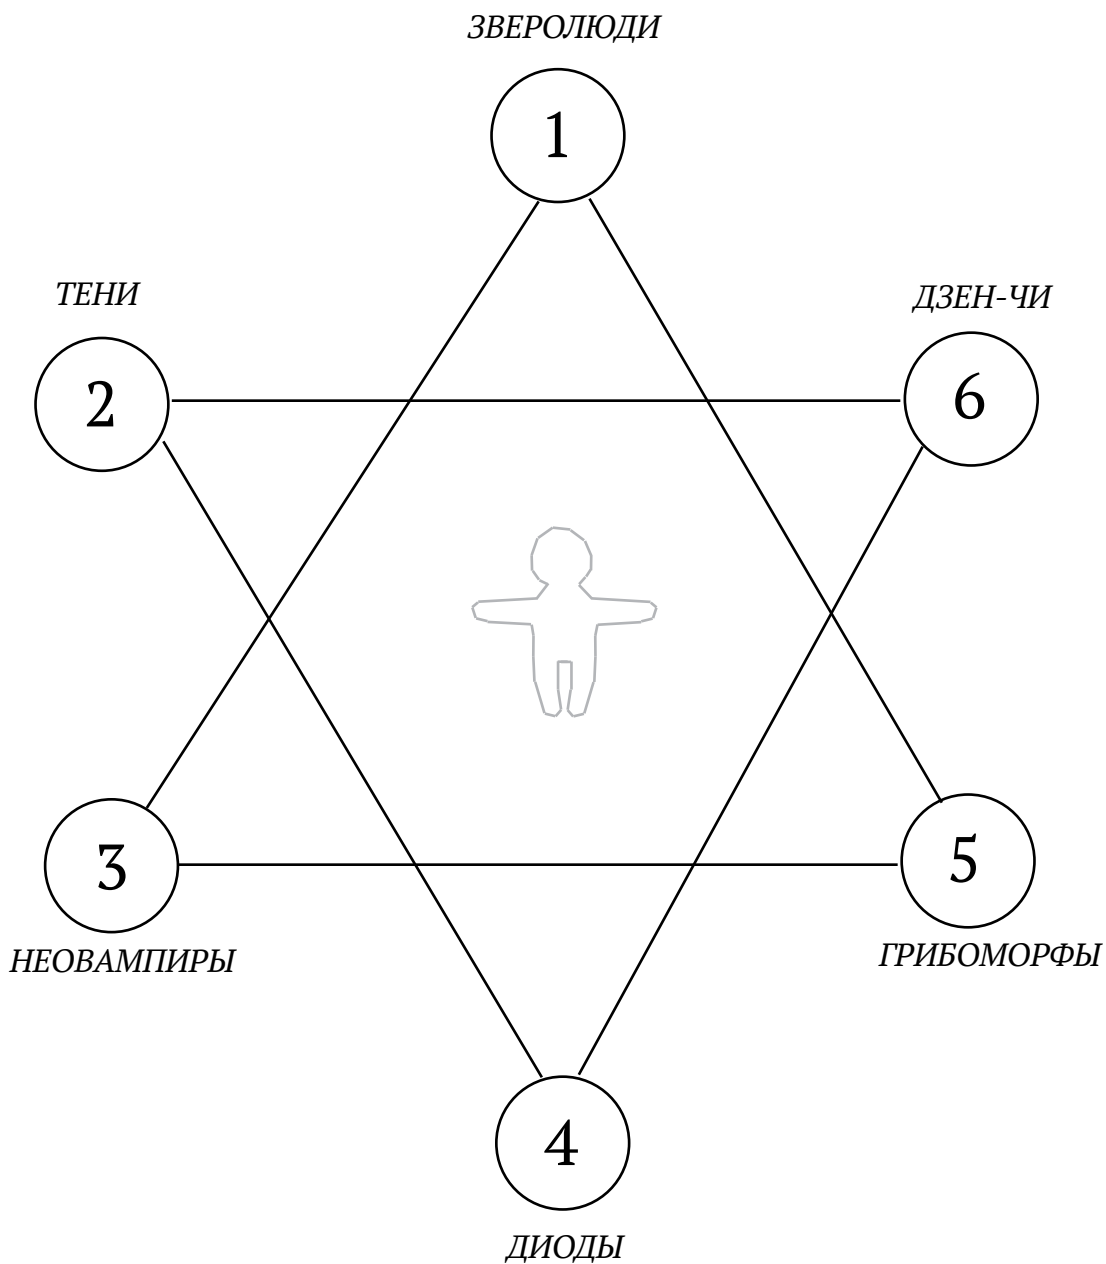 ЗВЕРОЛЮДИ
1
ТЕНИ
ДЗЕН-ЧИ
2
6
3
5
НЕОВАМПИРЫ
ГРИБОМОРФЫ
4
ДИОДЫ